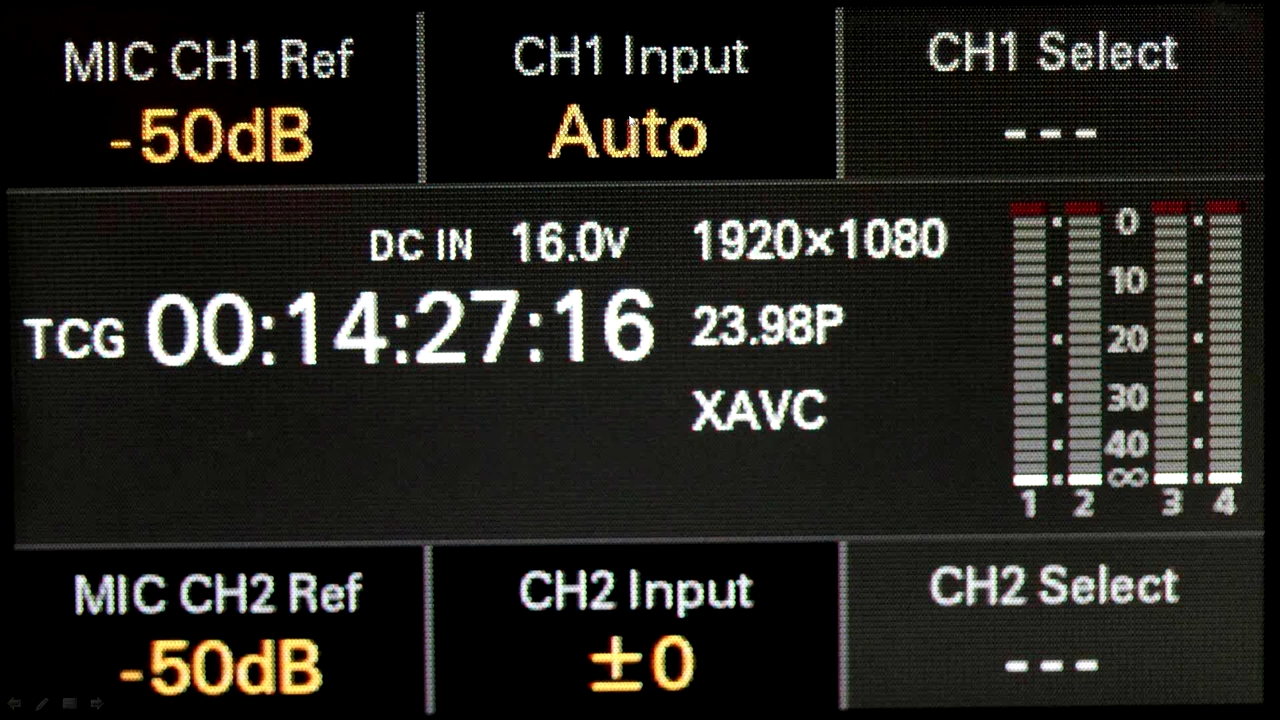 MIC CH1 Ref
-50dB
CH1 Input
Auto
CH1 Select
---
DC IN 16.0V
TCG 00:14:27:16
1920×1080
23.98P
XAVC
0
10
20
30
40
∞
1 2 3 4
MIC CH2 Ref
-50dB
CH2 Input
±0
CH2 Select
---